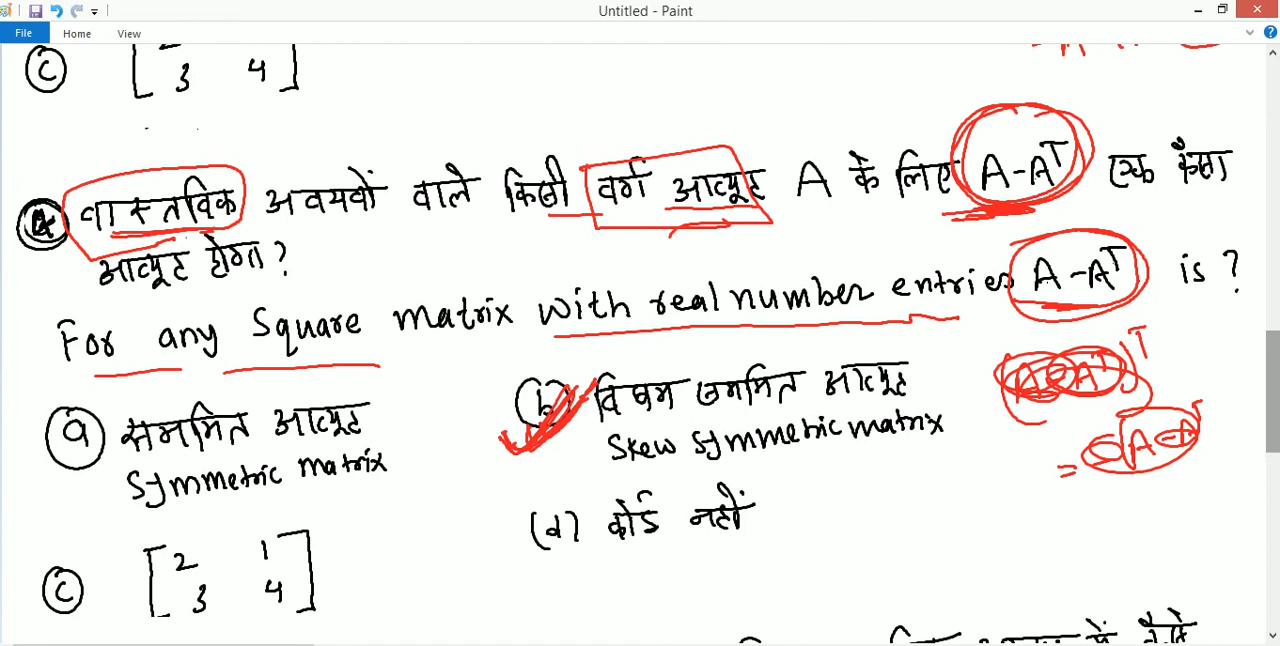 Untitled - Paint
File Home View
C [
3 4 ]
Q वास्तविक अवयवों वाले किसी वर्ग आव्यूह A के लिए A-Aᵀ एक कैसा
आव्यूह होगा?
For any Square matrix with real number entries A-Aᵀ is ?
a समममित आव्यूह
Symmetric matrix
b विषम सममित आव्यूह
Skew symmetric matrix
(A-Aᵀ)ᵀ
= -(A-Aᵀ
C [2 1
3 4]
(d) कोई नहीं
में